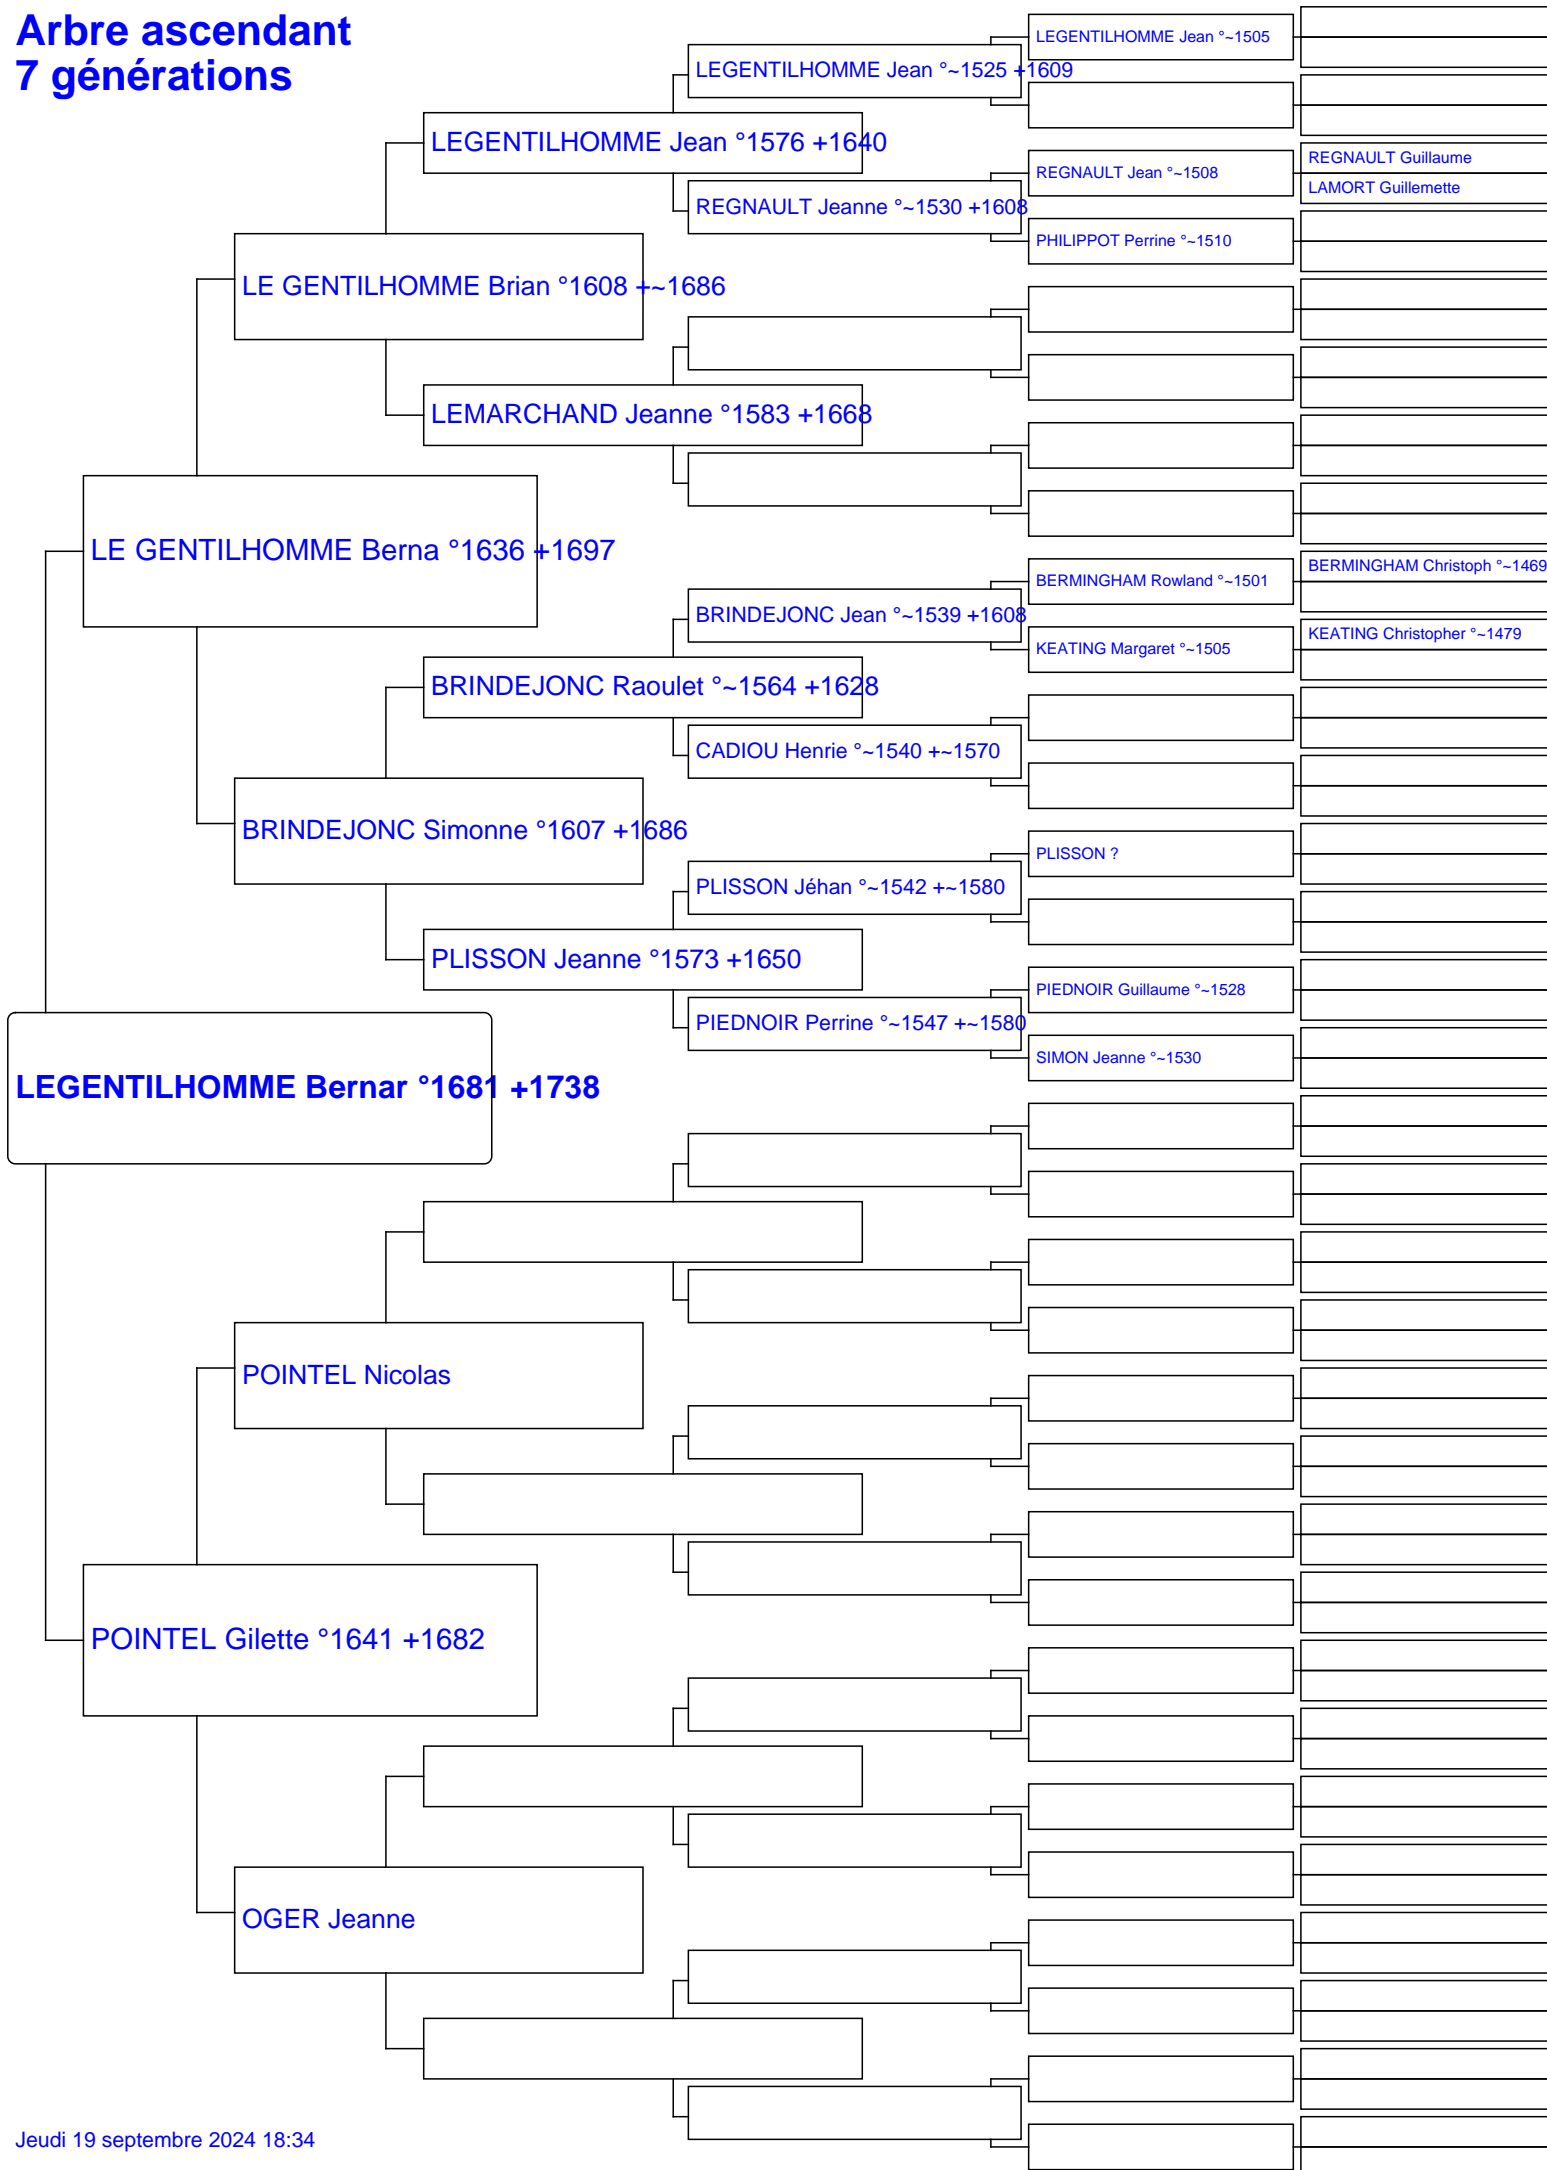 Arbre ascendant
7 générations
LEGENTILHOMME Jean °~1505
LEGENTILHOMME Jean °~1525 +1609
LEGENTILHOMME Jean °1576 +1640
REGNAULT Guillaume
REGNAULT Jean °~1508
LAMORT Guillemette
REGNAULT Jeanne °~1530 +1608
PHILIPPOT Perrine °~1510
LE GENTILHOMME Brian °1608 +~1686
LEMARCHAND Jeanne °1583 +1668
LE GENTILHOMME Berna °1636 +1697
BERMINGHAM Christoph °~1469
BERMINGHAM Rowland °~1501
BRINDEJONC Jean °~1539 +1608
KEATING Christopher °~1479
KEATING Margaret °~1505
BRINDEJONC Raoulet °~1564 +1628
CADIOU Henrie °~1540 +~1570
BRINDEJONC Simonne °1607 +1686
PLISSON ?
PLISSON Jéhan °~1542 +~1580
PLISSON Jeanne °1573 +1650
PIEDNOIR Guillaume °~1528
PIEDNOIR Perrine °~1547 +~1580
SIMON Jeanne °~1530
LEGENTILHOMME Bernar °1681 +1738
POINTEL Nicolas
POINTEL Gilette °1641 +1682
OGER Jeanne
Jeudi 19 septembre 2024 18:34